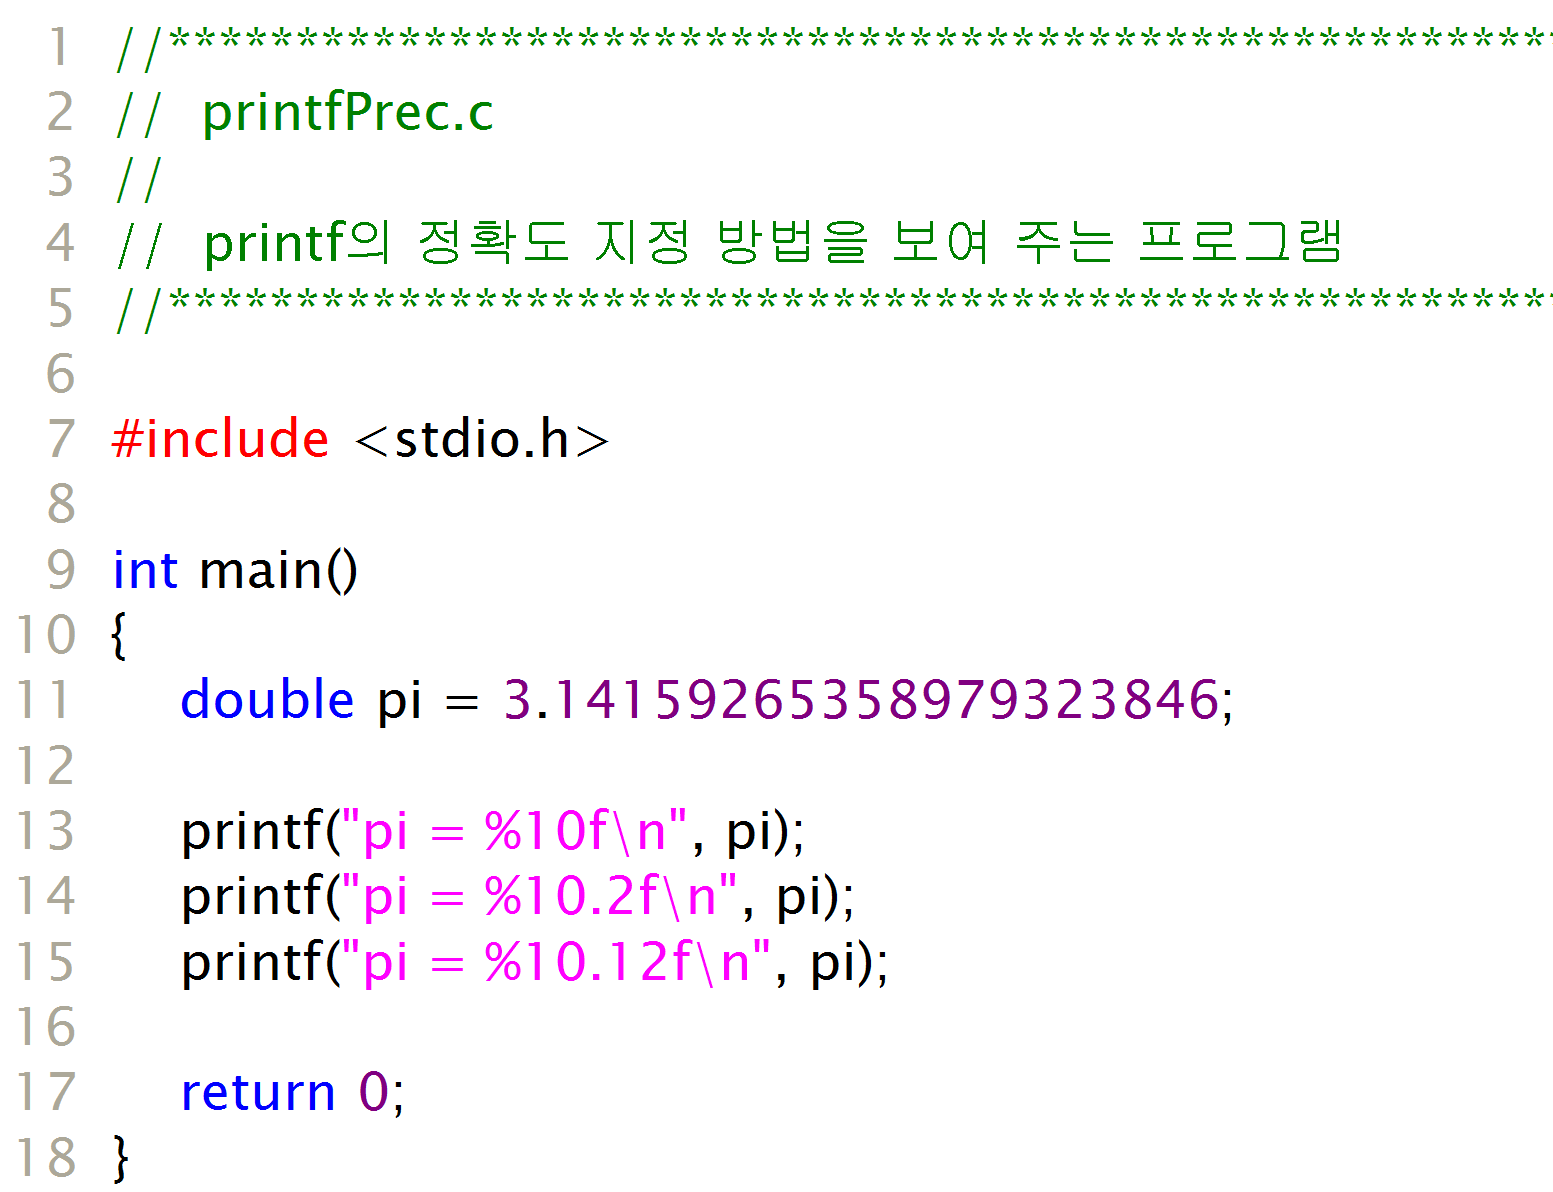 1 //******************************************************
2 // printfPrec.c
3 //
4 // printf의 정확도 지정 방법을 보여 주는 프로그램
5 //******************************************************
6
7 #include <stdio.h>
8
9 int main()
10 {
11 double pi = 3.14159265358979323846;
12
13 printf("pi = %10f\n", pi);
14 printf("pi = %10.2f\n", pi);
15 printf("pi = %10.12f\n", pi);
16
17 return 0;
18 }